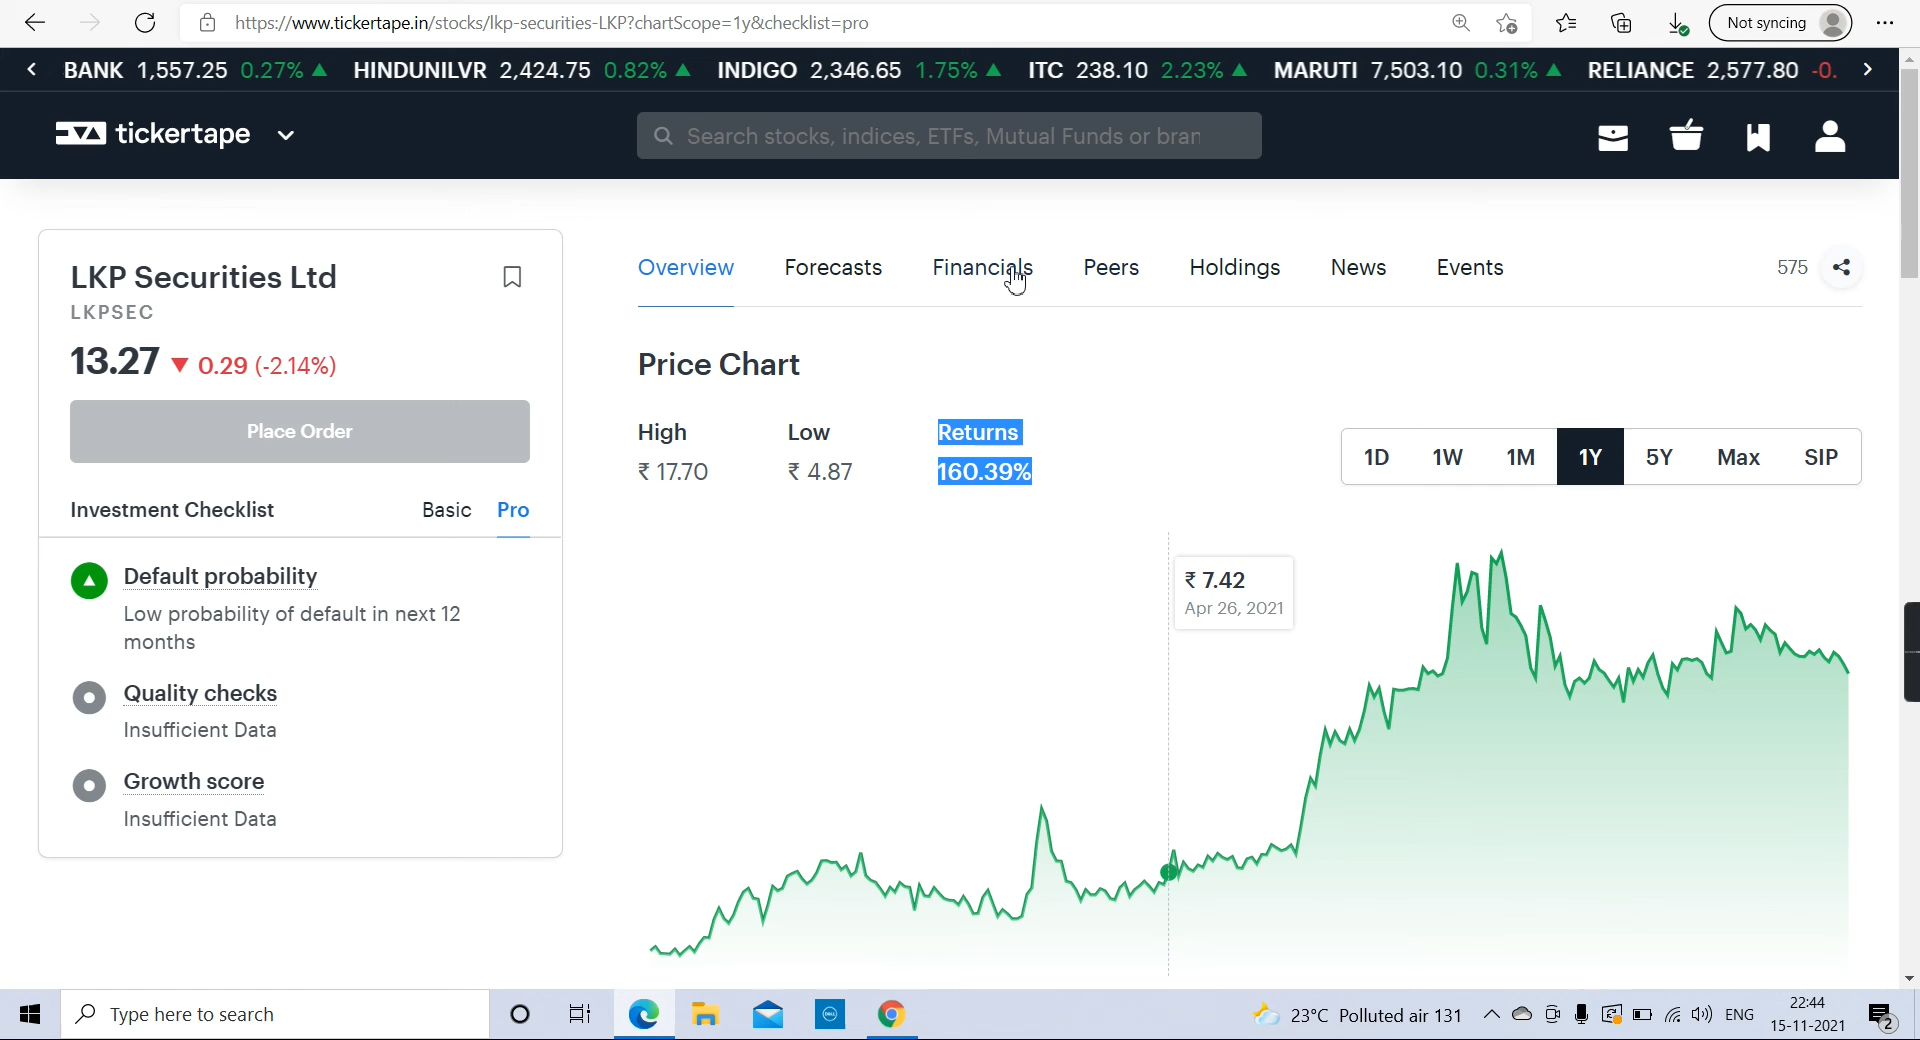 https://www.tickertape.in/stocks/lkp-securities-LKP?chartScope=1y&checklist=pro
Not syncing
BANK 1,557.25 0.27% ▲ HINDUNILVR 2,424.75 0.82% ▲ INDIGO 2,346.65 1.75% ▲ ITC 238.10 2.23% ▲ MARUTI 7,503.10 0.31% ▲ RELIANCE 2,577.80 -0.
tickertape
Search stocks, indices, ETFs, Mutual Funds or bran
LKP Securities Ltd
LKPSEC
13.27 ▼ 0.29 (-2.14%)
Place Order
Investment Checklist Basic Pro
Default probability
Low probability of default in next 12
months
Quality checks
Insufficient Data
Growth score
Insufficient Data
Overview Forecasts Financials Peers Holdings News Events 575
Price Chart
High Low Returns
₹ 17.70 ₹ 4.87 160.39%
1D 1W 1M 1Y 5Y Max SIP
₹ 7.42
Apr 26, 2021
Type here to search
DELL
23°C Polluted air 131
ENG
22:44
15-11-2021
2